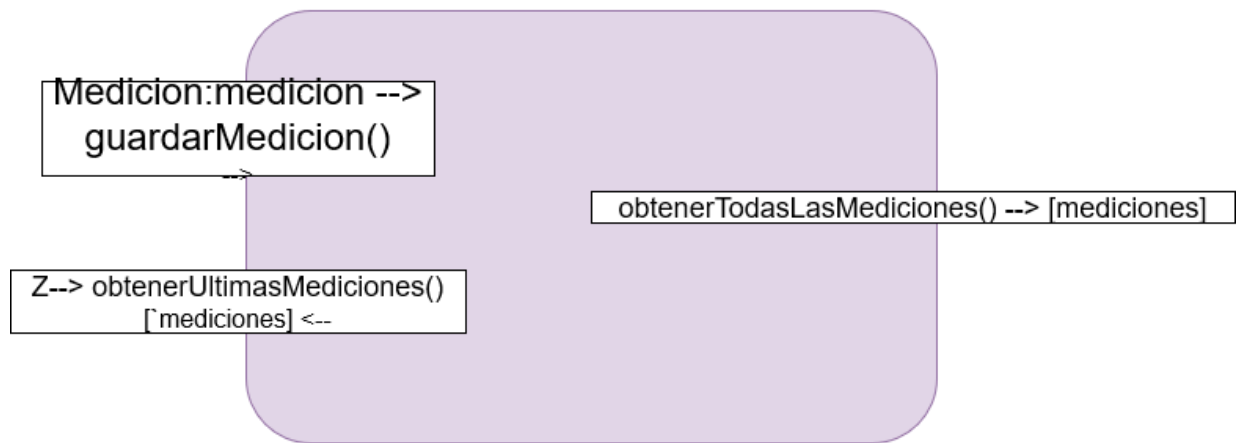 Medicion:medicion -->
guardarMedicion()
-->
obtenerTodasLasMediciones() --> [mediciones]
Z--> obtenerUltimasMediciones()
[`mediciones] <--